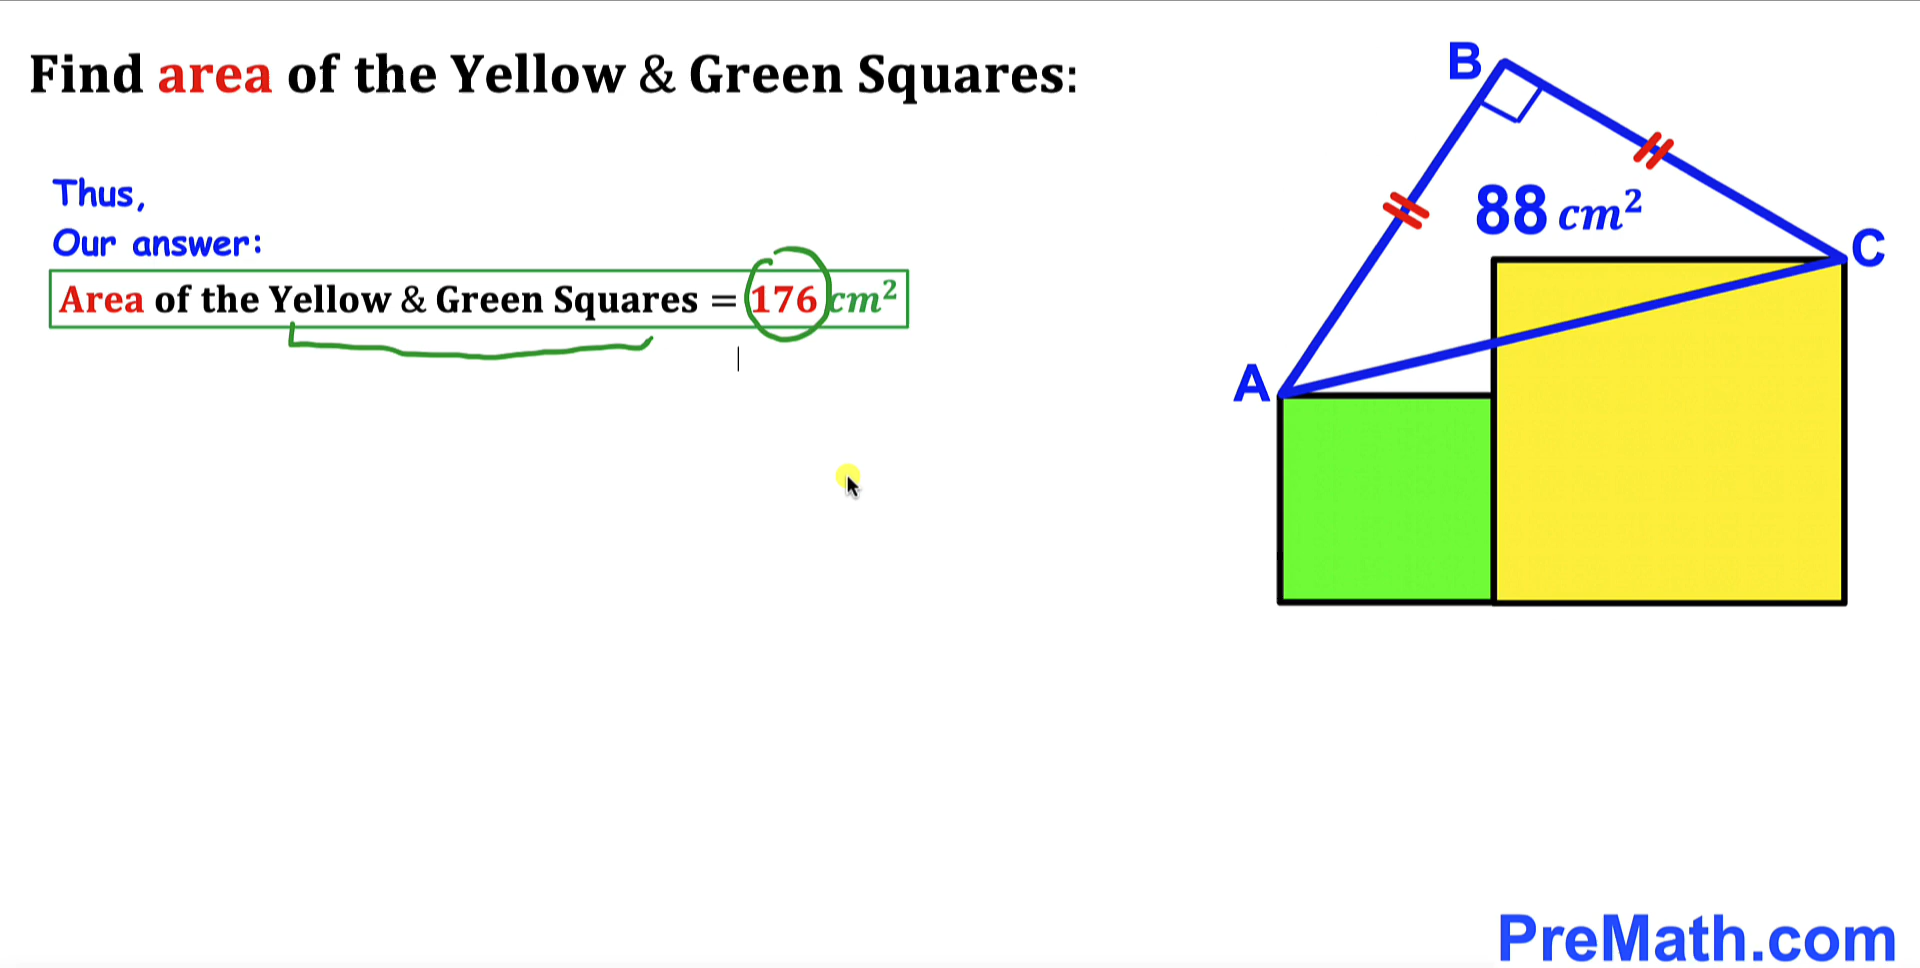 Find area of the Yellow & Green Squares:
B
Thus,
88 cm²
Our answer:
C
Area of the Yellow & Green Squares = 176 cm²
A
PreMath.com